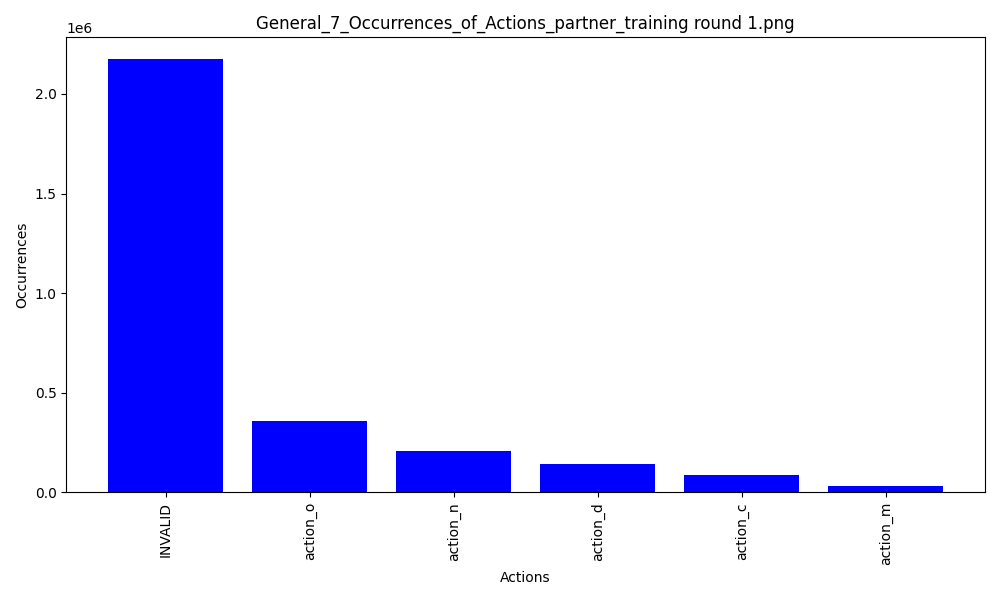 General_7_Occurrences_of_Actions_partner_training round 1.png
1e6
2.0
1.5
1.0
0.5
0.0
Occurrences
INVALID
action_o
action_n
action_d
action_c
action_m
Actions